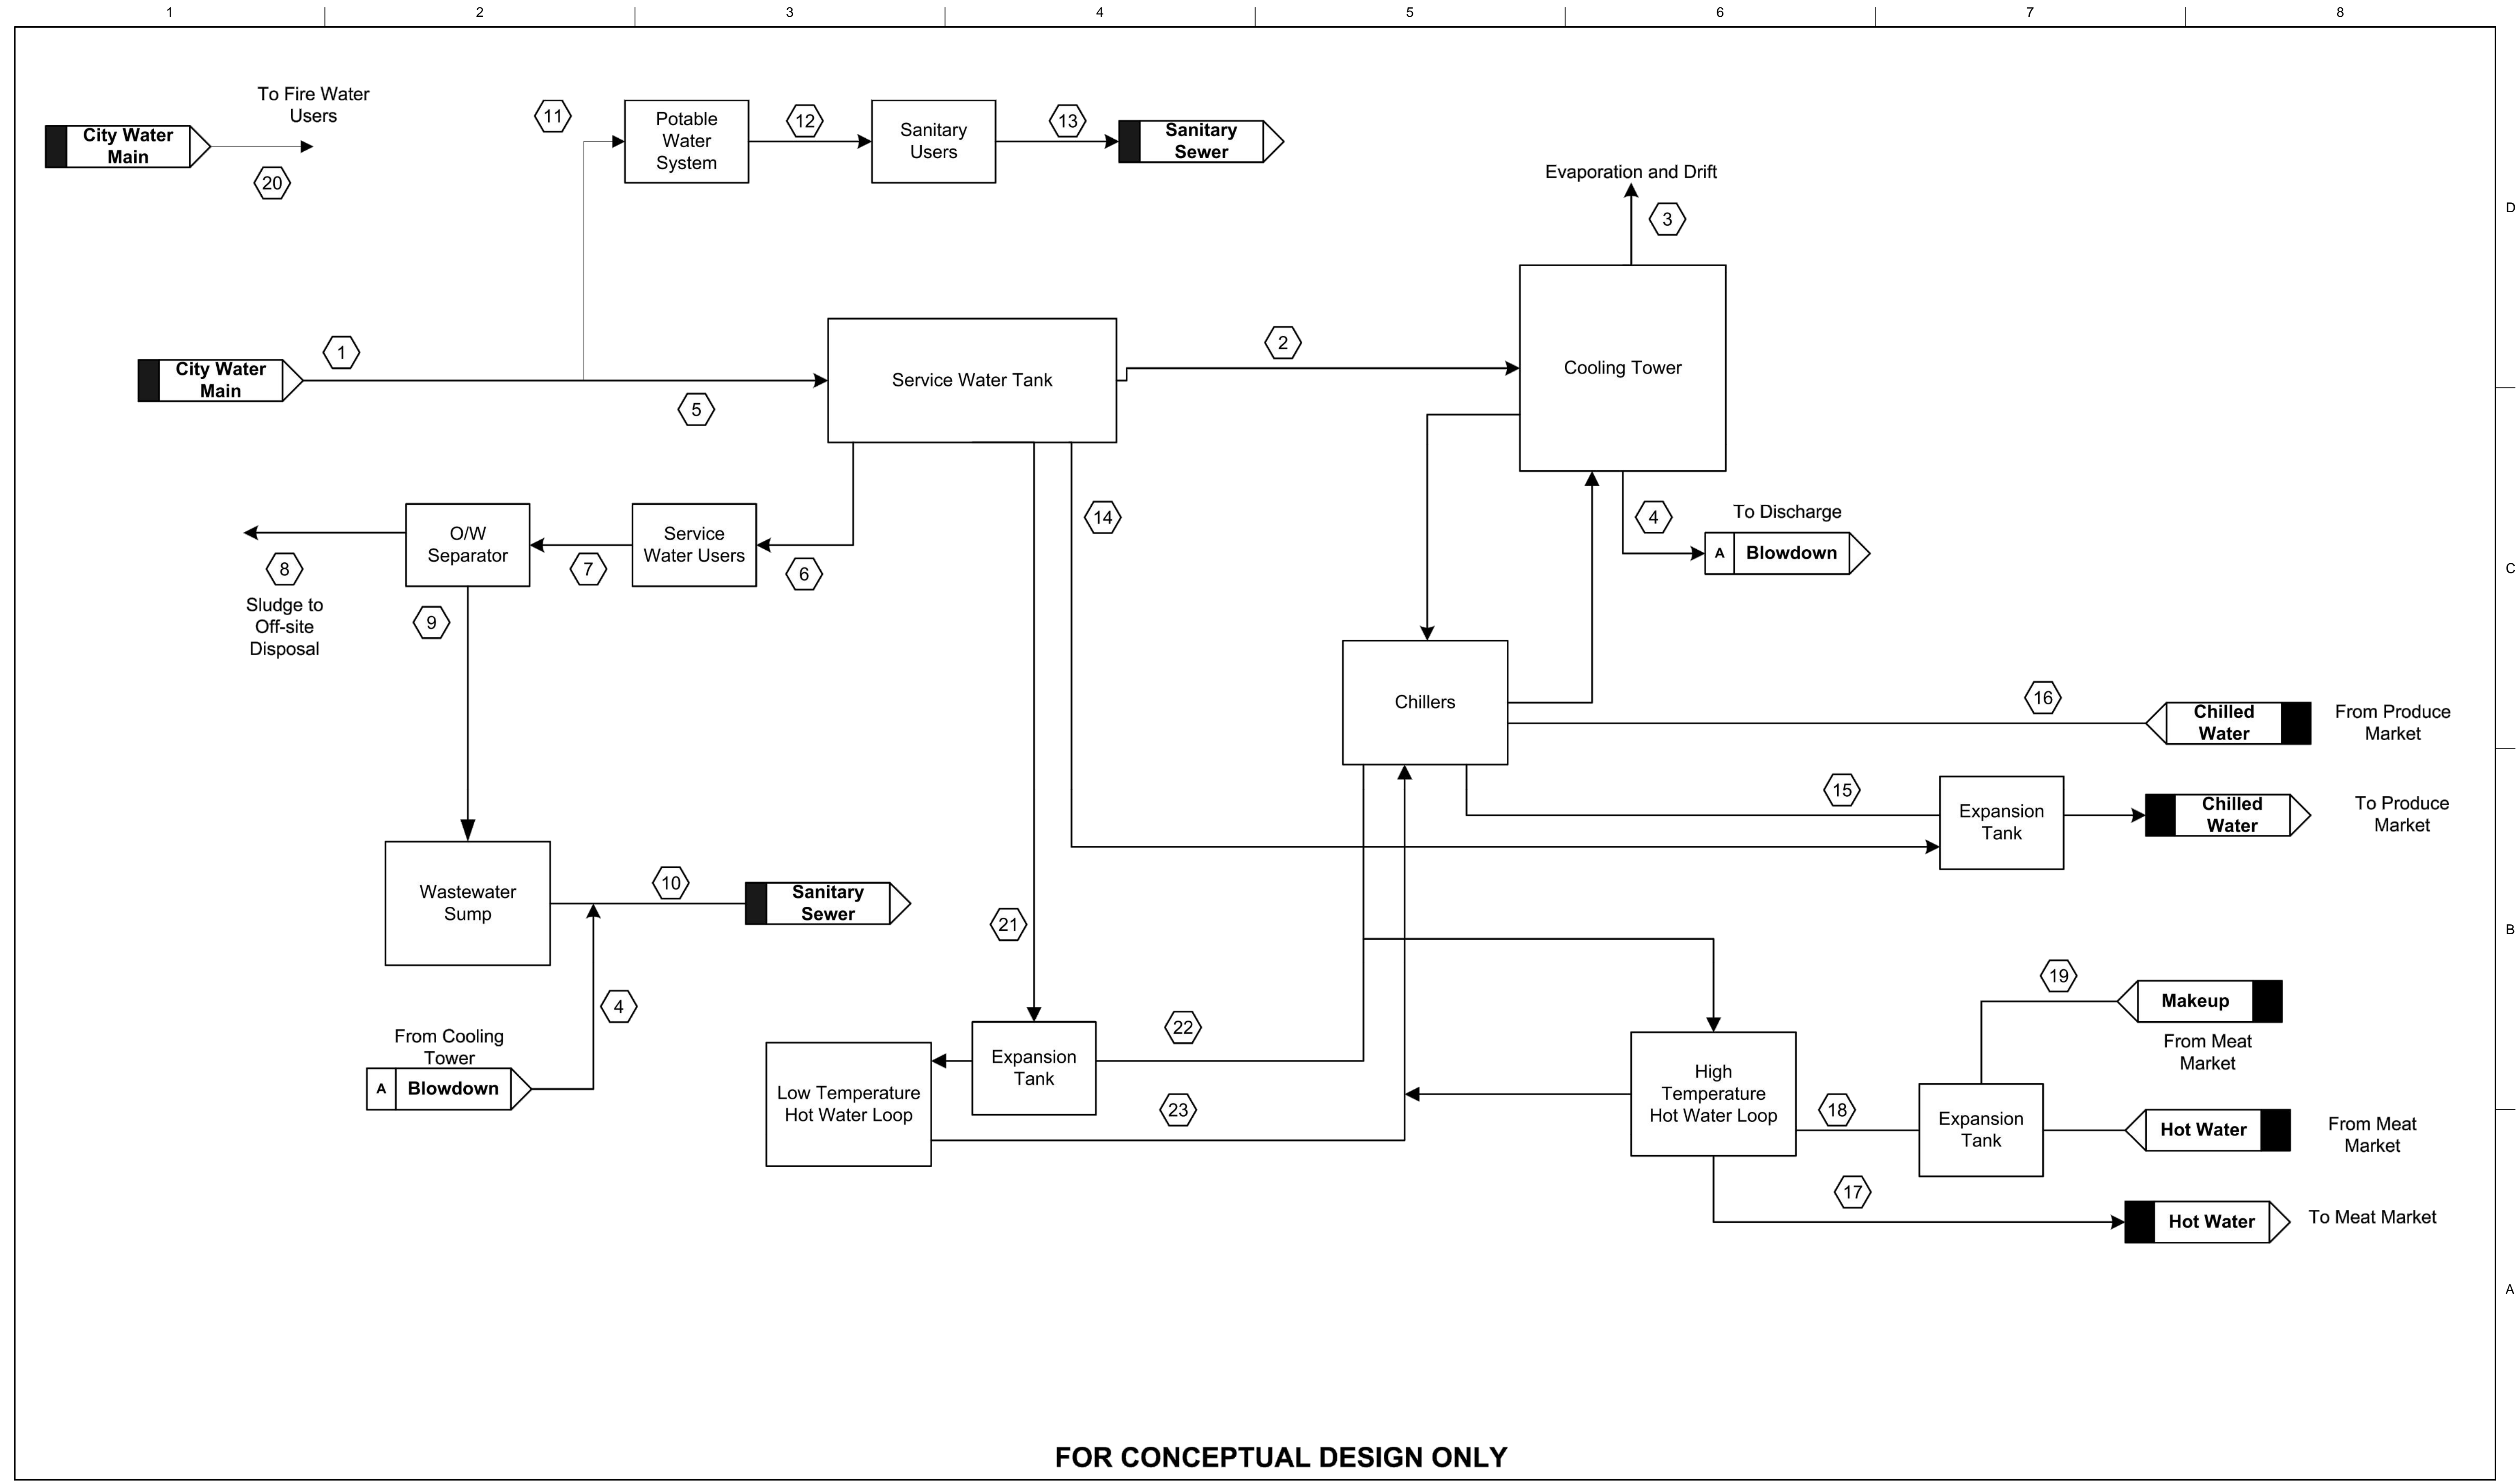 1 2 3 4 5 6 7 8
To Fire Water
Users
City Water
Main
20
11
Potable
Water
System
12
Sanitary
Users
13
Sanitary
Sewer
Evaporation and Drift
3
D
City Water
Main
1
5
Service Water Tank
2
Cooling Tower
O/W
Separator
8
Sludge to
Off-site
Disposal
7
Service
Water Users
6
9
14
4
To Discharge
A Blowdown
C
Chillers
16
Chilled
Water
From Produce
Market
15
Expansion
Tank
Chilled
Water
To Produce
Market
Wastewater
Sump
10
Sanitary
Sewer
21
B
4
From Cooling
Tower
A Blowdown
Low Temperature
Hot Water Loop
Expansion
Tank
22
23
High
Temperature
Hot Water Loop
19
Makeup
From Meat
Market
18
Expansion
Tank
Hot Water
From Meat
Market
17
Hot Water
To Meat Market
A
FOR CONCEPTUAL DESIGN ONLY